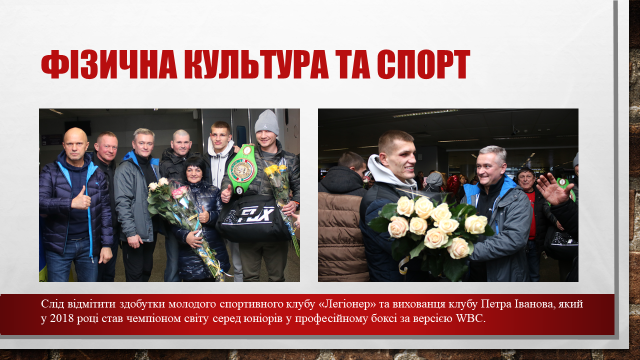 ФІЗИЧНА КУЛЬТУРА ТА СПОРТ
Слід відмітити здобутки молодого спортивного клубу «Легіонер» та вихованця клубу Петра Іванова, який
у 2018 році став чемпіоном світу серед юніорів у професійному боксі за версією WBC.